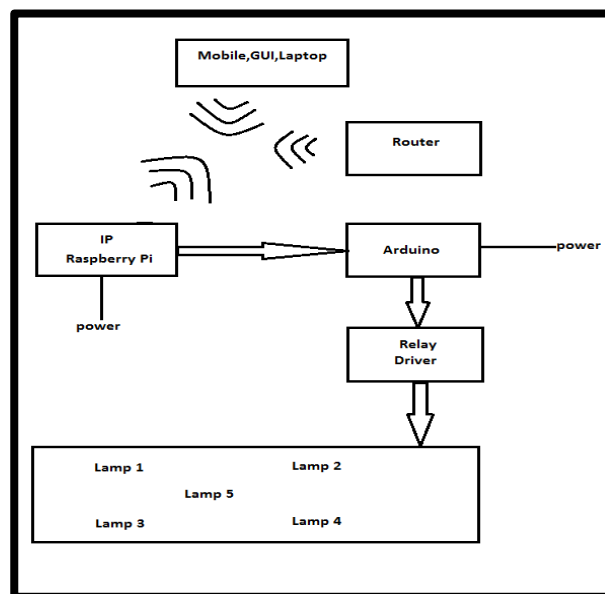 Mobile,GUI,Laptop
Router
IP
Raspberry Pi
Arduino
power
power
Relay
Driver
Lamp 1
Lamp 2
Lamp 5
Lamp 3
Lamp 4